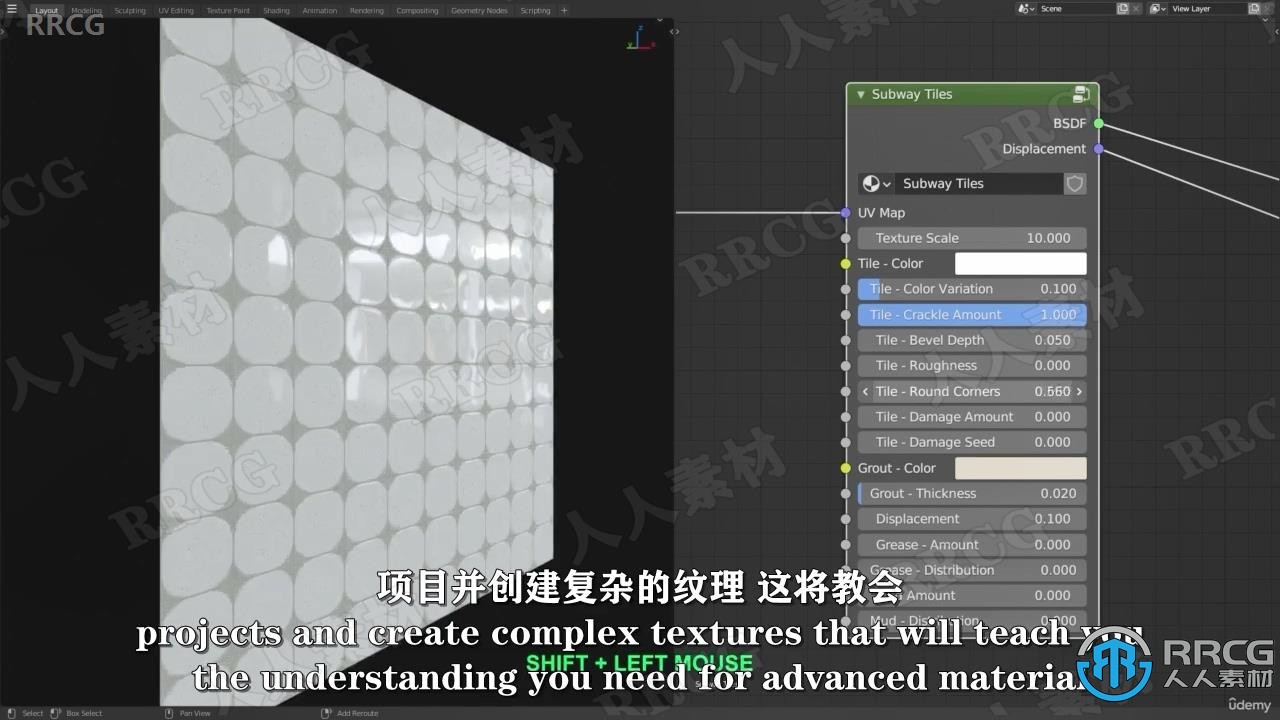 Layout Modeling Sculpting UV Editing Texture Paint Shading Animation Rendering Compositing Geometry Nodes Scripting +
Scene
View Layer
RRCG
Subway Tiles
BSDF
Displacement
Subway Tiles
UV Map
Texture Scale 10.000
Tile - Color
Tile - Color Variation 0.100
Tile - Crackle Amount 1.000
Tile - Bevel Depth 0.050
Tile - Roughness 0.000
Tile - Round Corners 0.560
Tile - Damage Amount 0.000
Tile - Damage Seed 0.000
Grout - Color
Grout - Thickness 0.020
Displacement 0.100
Grease - Amount 0.000
Grease - Distribution 0.000
Amount 0.000
项目并创建复杂的纹理 这将教会
projects and create complex textures that will teach you
SHIFT + LEFT MOUSE
the understanding you need for advanced material
RRCG
人人素材
Select Box Select Pan View Add Reroute
ûdemy